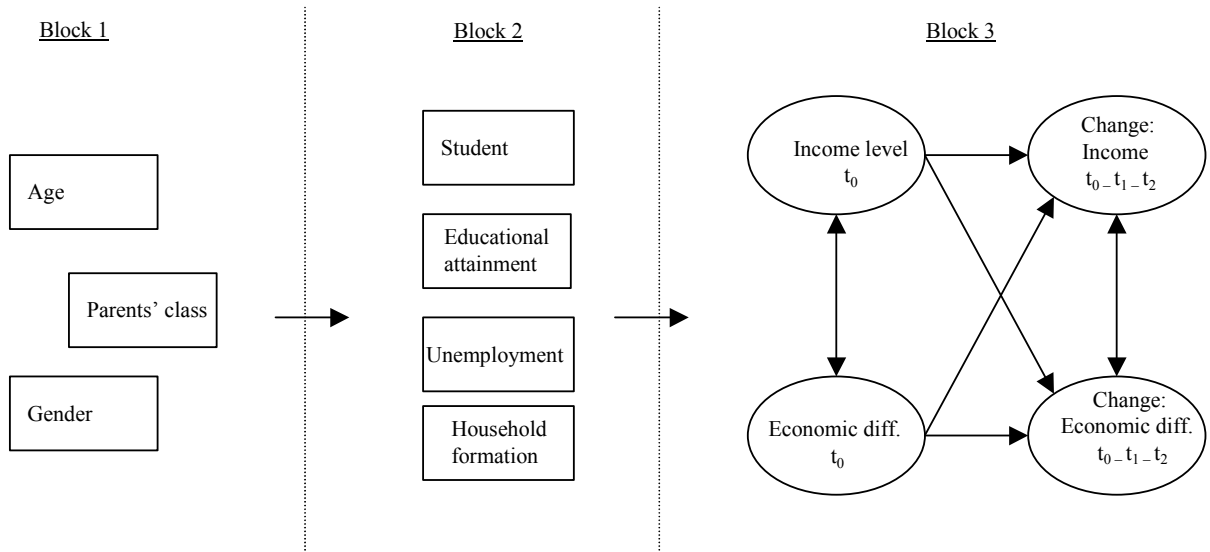 Block 1
Age
Parents’ class
Gender
Block 2
Student
Educational
attainment
Unemployment
Household
formation
Block 3
Income level
t₀
Change:
Income
t₀ – t₁ – t₂
Economic diff.
t₀
Change:
Economic diff.
t₀ – t₁ – t₂